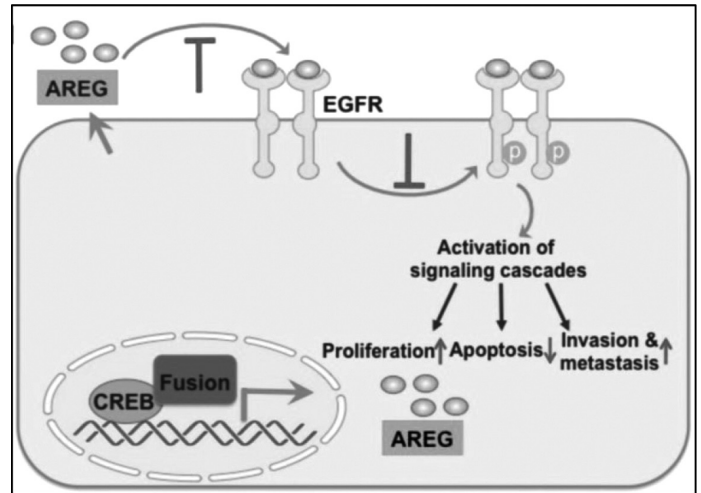 AREG
EGFR
p p
Activation of
signaling cascades
Proliferation Apoptosis Invasion &
metastasis
Fusion
CREB
AREG